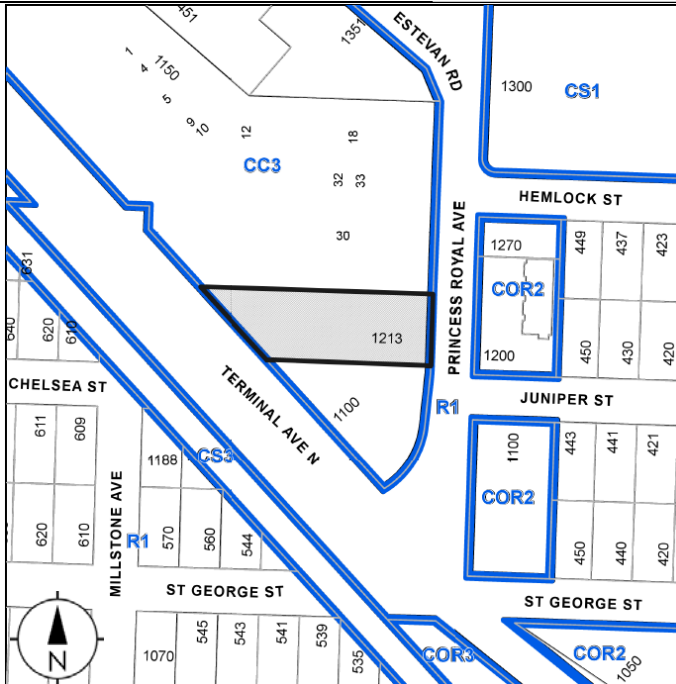 451
1351
ESTEVAN RD
1
4
1150
5
9
10
12
18
CC3
32
33
30
1300
CS1
HEMLOCK ST
PRINCESS ROYAL AVE
1270
449
437
423
COR2
1200
450
430
420
631
640
620
610
1213
CHELSEA ST
TERMINAL AVE N
1100
R1
JUNIPER ST
611
609
1188
CS3
1100
443
441
421
COR2
620
610
MILLSTONE AVE
R1
570
560
544
450
440
420
ST GEORGE ST
ST GEORGE ST
N
1070
545
543
541
539
535
COR3
COR2
1050